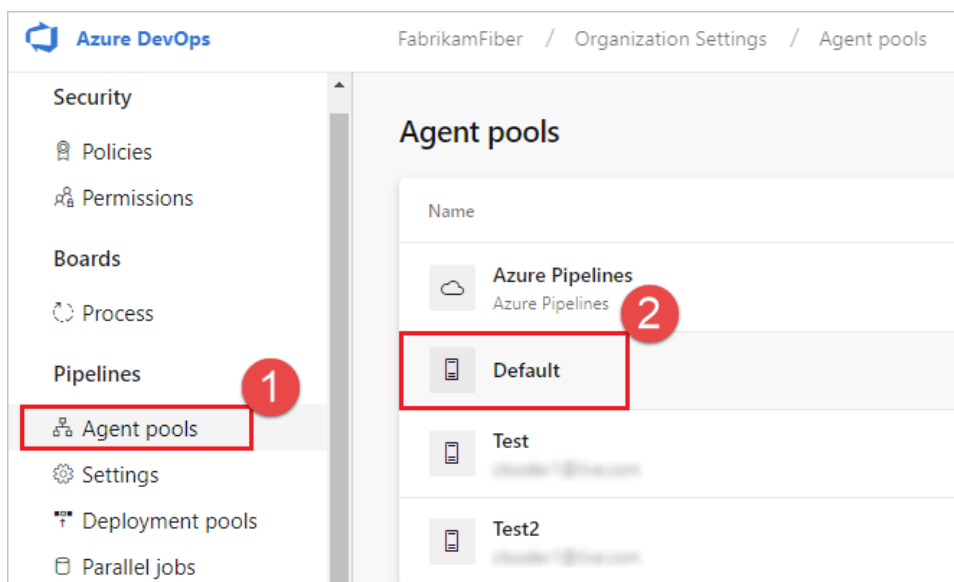 Azure DevOps
FabrikamFiber / Organization Settings / Agent pools
Security
Policies
Permissions
Boards
Process
Pipelines
1
Agent pools
Settings
Deployment pools
Parallel jobs
Agent pools
Name
Azure Pipelines
Azure Pipelines
2
Default
Test
Test2